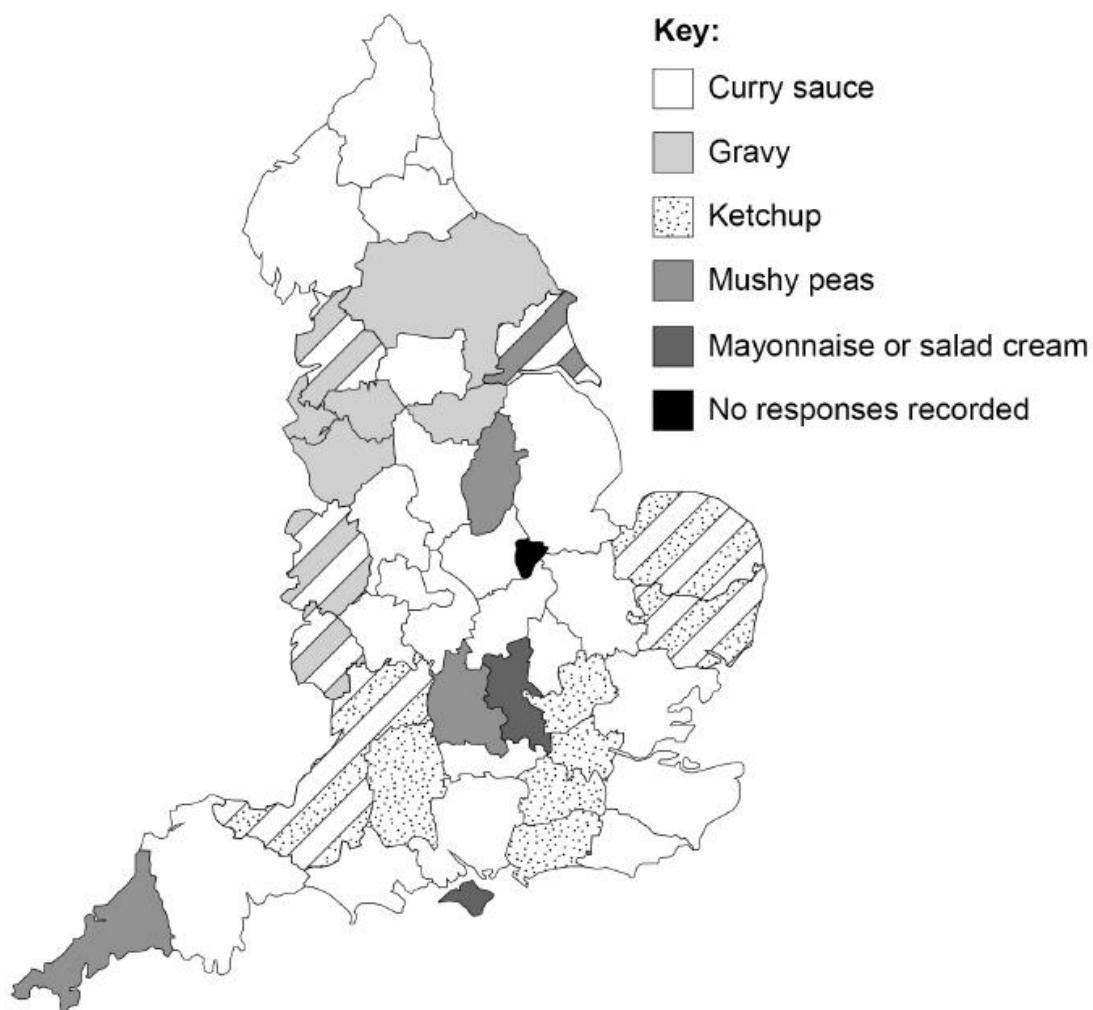 Key:
Curry sauce
Gravy
Ketchup
Mushy peas
Mayonnaise or salad cream
No responses recorded